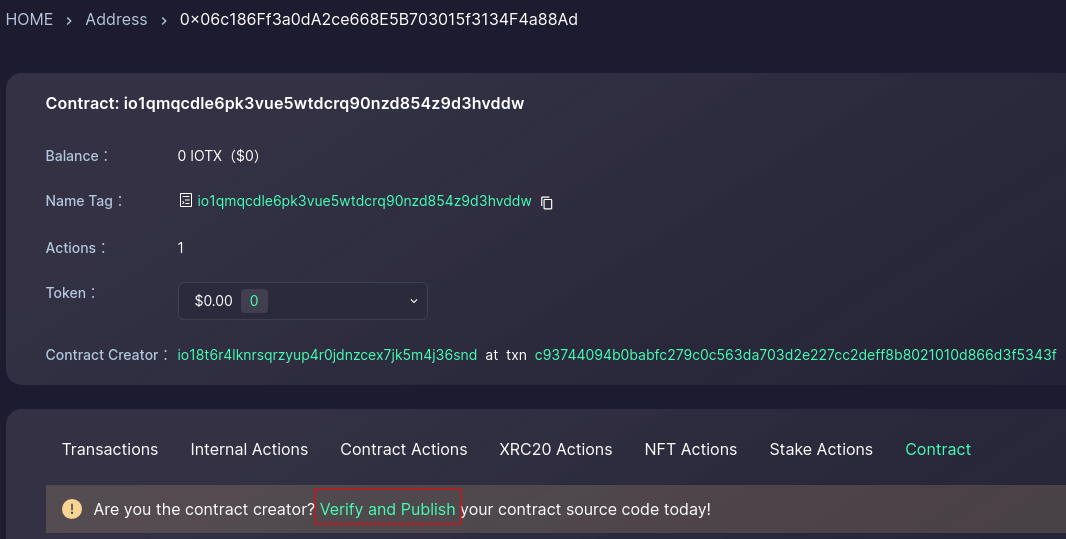 HOME > Address > 0x06c186Ff3a0dA2ce668E5B703015f3134F4a88Ad
Contract: io1qmqcdle6pk3vue5wtdcrq90nzd854z9d3hvddw
Balance : 0 IOTX ($0)
Name Tag : io1qmqcdle6pk3vue5wtdcrq90nzd854z9d3hvddw
Actions : 1
Token : $0.00 0
Contract Creator : io18t6r4lknrsqrzyup4r0jdnzcex7jk5m4j36snd at txn c93744094b0babfc279c0c563da703d2e227cc2deff8b8021010d866d3f5343f
Transactions Internal Actions Contract Actions XRC20 Actions NFT Actions Stake Actions Contract
! Are you the contract creator? Verify and Publish your contract source code today!